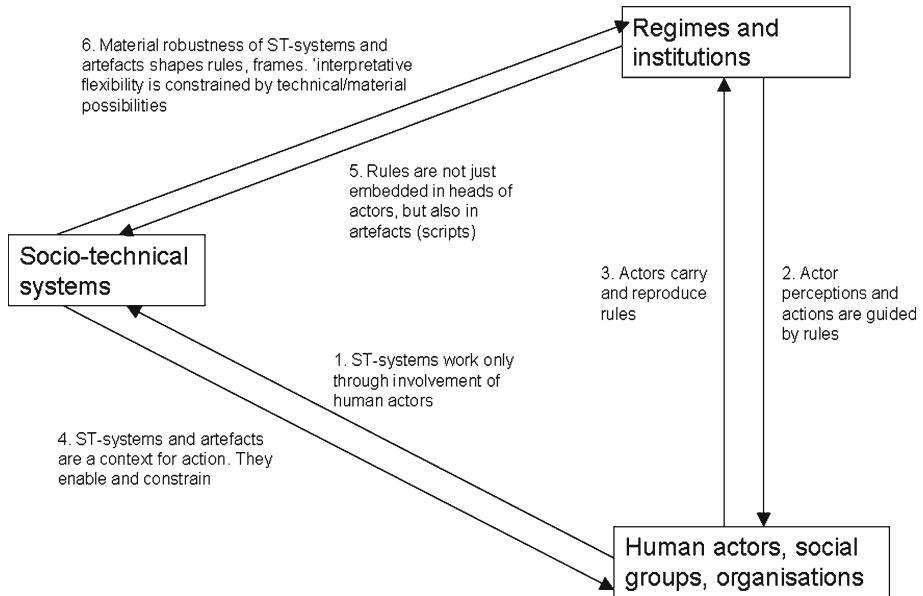 6. Material robustness of ST-systems and
artefacts shapes rules, frames. 'interpretative
flexibility is constrained by technical/material
possibilities
Regimes and
institutions
5. Rules are not just
embedded in heads of
actors, but also in
artefacts (scripts)
Socio-technical
systems
3. Actors carry
and reproduce
rules
2. Actor
perceptions and
actions are guided
by rules
1. ST-systems work only
through involvement of
human actors
4. ST-systems and artefacts
are a context for action. They
enable and constrain
Human actors, social
groups, organisations